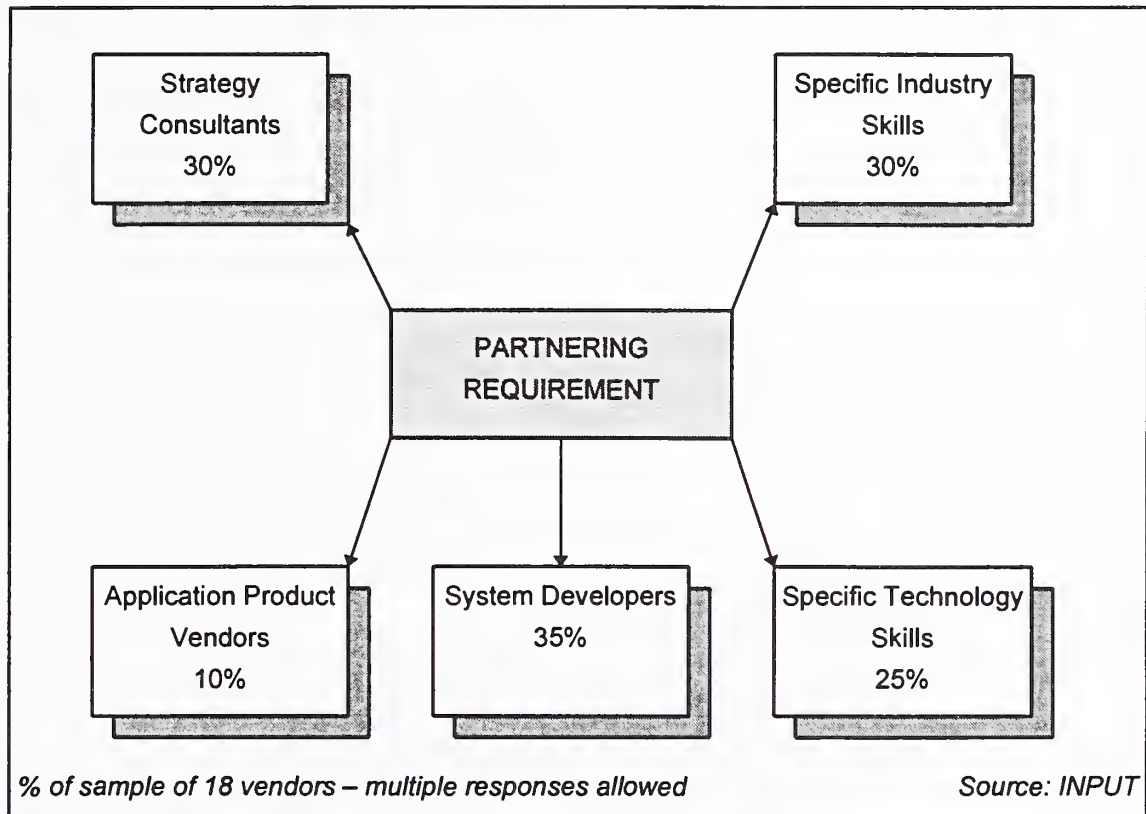 Strategy
Consultants
30%
Specific Industry
Skills
30%
PARTNERING
REQUIREMENT
Application Product
Vendors
10%
System Developers
35%
Specific Technology
Skills
25%
% of sample of 18 vendors – multiple responses allowed
Source: INPUT